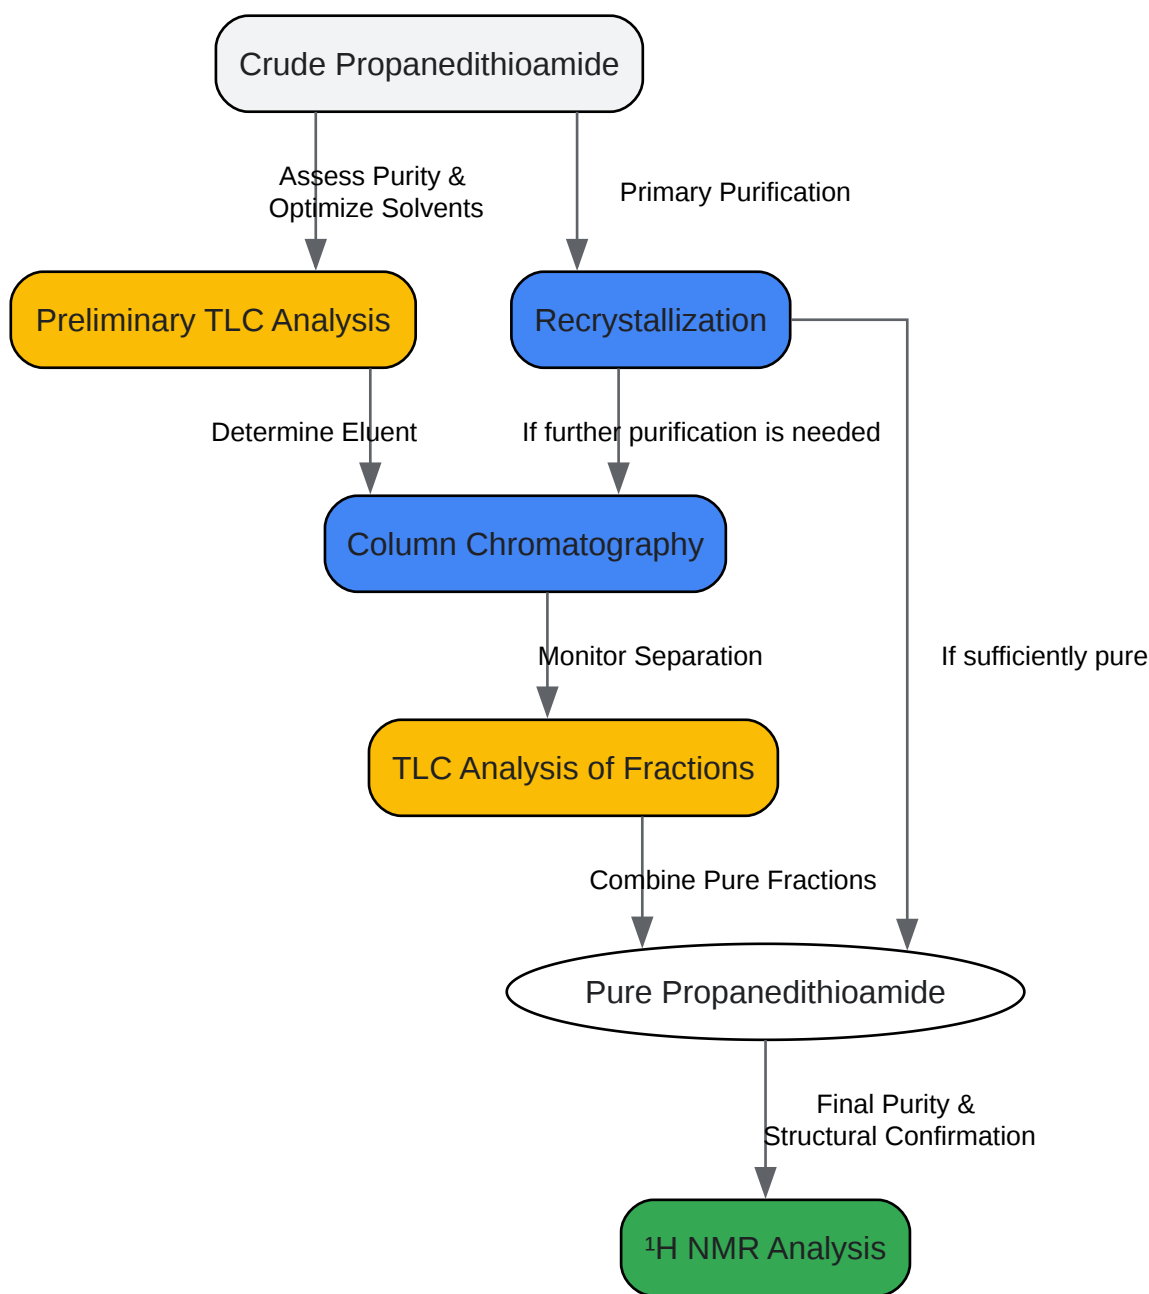 Crude Propanedithioamide
Assess Purity &
Optimize Solvents
Primary Purification
Preliminary TLC Analysis
Recrystallization
Determine Eluent
If further purification is needed
Column Chromatography
Monitor Separation
If sufficiently pure
TLC Analysis of Fractions
Combine Pure Fractions
Pure Propanedithioamide
Final Purity &
Structural Confirmation
¹H NMR Analysis